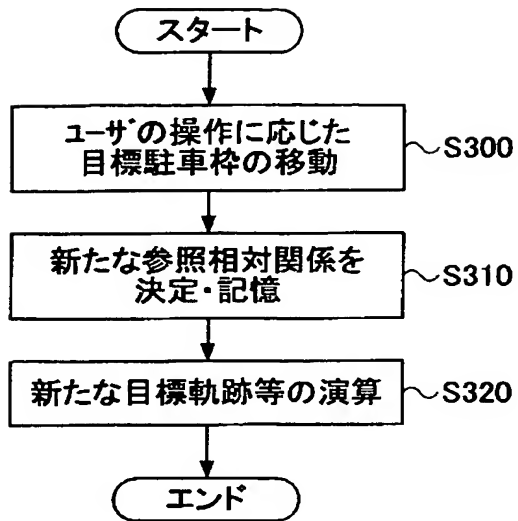 スタート
ユーザの操作に応じた
目標駐車枠の移動
S300
新たな参照相対関係を
決定・記憶
S310
新たな目標軌跡等の演算
S320
エンド